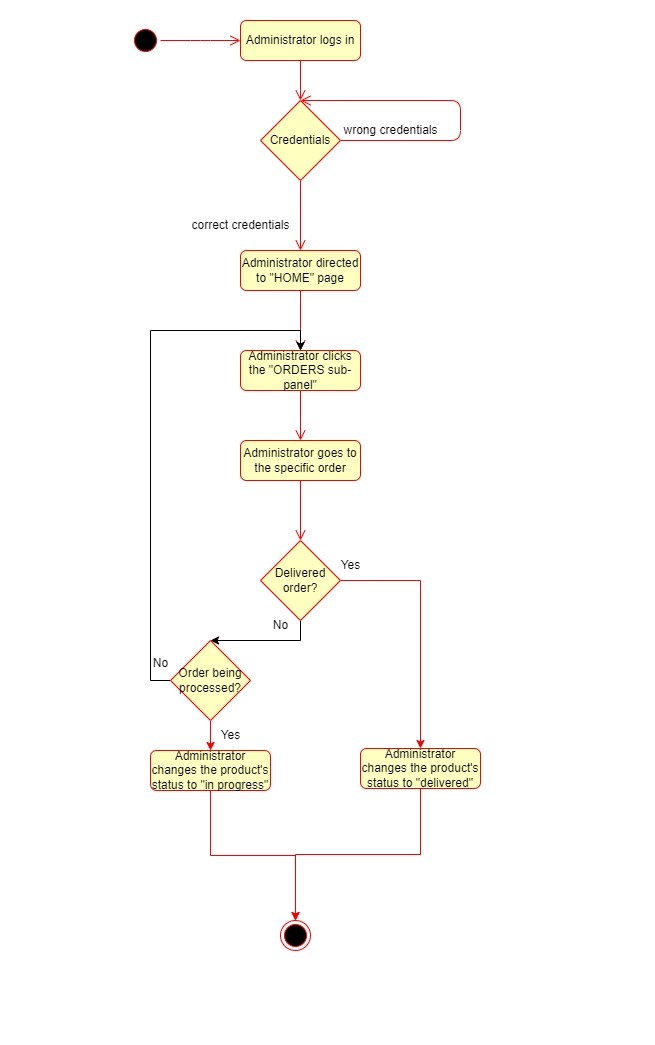 Administrator logs in
Credentials
wrong credentials
correct credentials
Administrator directed
to "HOME" page
Administrator clicks
the "ORDERS sub-
panel"
Administrator goes to
the specific order
Delivered
order?
Yes
No
No
Order being
processed?
Yes
Administrator
changes the product's
status to "in progress"
Administrator
changes the product's
status to "delivered"